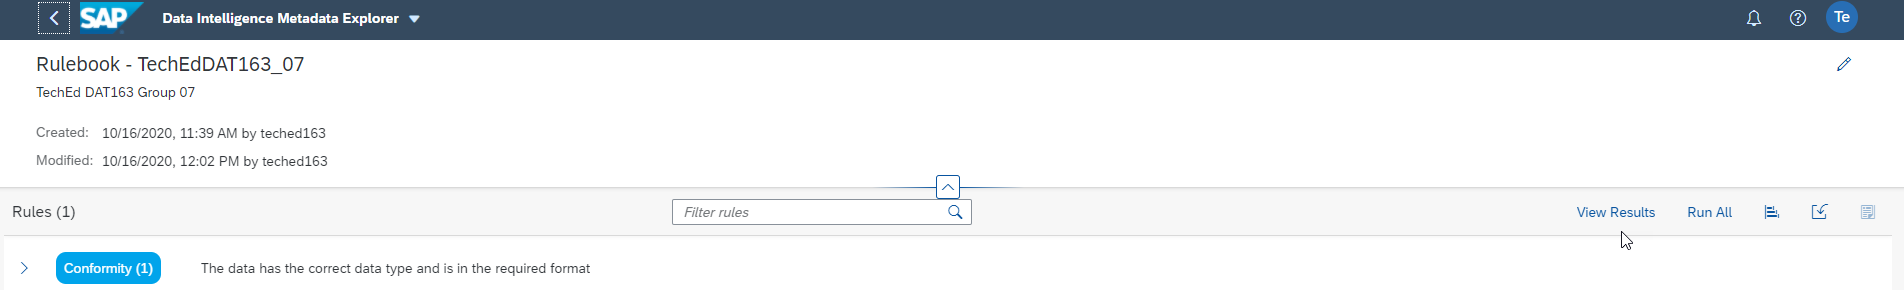 SAP Data Intelligence Metadata Explorer Te
Rulebook - TechEdDAT163_07
TechEd DAT163 Group 07
Created: 10/16/2020, 11:39 AM by teched163
Modified: 10/16/2020, 12:02 PM by teched163
Rules (1) Filter rules View Results Run All
Conformity (1) The data has the correct data type and is in the required format